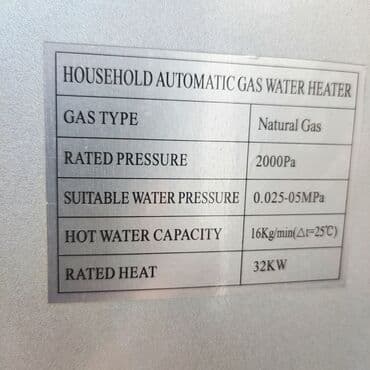 HOUSEHOLD AUTOMATIC GAS WATER HEATER
GAS TYPE Natural Gas
RATED PRESSURE 2000Pa
SUITABLE WATER PRESSURE 0.025-05MPa
HOT WATER CAPACITY 16Kg/min(△t=25℃)
RATED HEAT 32KW